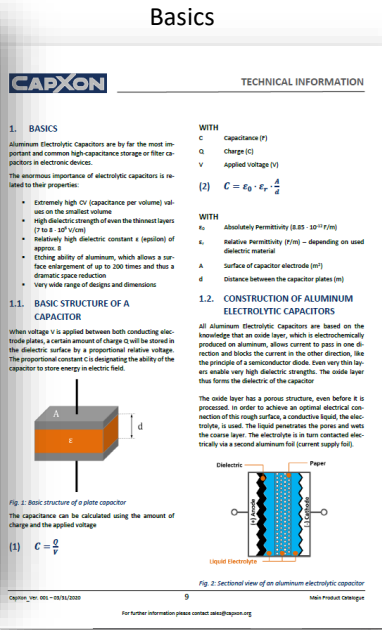 Basics
CAPXON
TECHNICAL INFORMATION
1. BASICS
Aluminum Electrolytic Capacitors are by far the most im-
portant and common high-capacitance storage or filter ca-
pacitors in electronic devices.
The enormous importance of electrolytic capacitors is re-
lated to their properties:
• Extremely high CV (capacitance per volume) val-
ues on the smallest volume
• High dielectric strength of even the thinnest layers
(7 to 8 · 10⁶ V/cm)
• Relatively high dielectric constant ε (epsilon) of
approx. 8
• Etching ability of aluminum, which allows a sur-
face enlargement of up to 200 times and thus a
dramatic space reduction
• Very wide range of designs and dimensions
1.1. BASIC STRUCTURE OF A
CAPACITOR
When voltage V is applied between both conducting elec-
trode plates, a certain amount of charge Q will be stored in
the dielectric surface by a proportional relative voltage.
The proportional constant C is designating the ability of the
capacitor to store energy in electric field.
A
d
ε
Fig. 1: Basic structure of a plate capacitor
The capacitance can be calculated using the amount of
charge and the applied voltage
(1) C = Q/V
WITH
C Capacitance (F)
Q Charge (C)
V Applied Voltage (V)
(2) C = ε₀ · εᵣ · A/d
WITH
ε₀ Absolutely Permittivity (8.85 · 10⁻¹² F/m)
εᵣ Relative Permittivity (F/m) – depending on used
dielectric material
A Surface of capacitor electrode (m²)
d Distance between the capacitor plates (m)
1.2. CONSTRUCTION OF ALUMINUM
ELECTROLYTIC CAPACITORS
All Aluminum Electrolytic Capacitors are based on the
knowledge that an oxide layer, which is electrochemically
produced on aluminum, allows current to pass in one di-
rection and blocks the current in the other direction, like
the principle of a semiconductor diode. Even very thin lay-
ers enable very high dielectric strengths. The oxide layer
thus forms the dielectric of the capacitor
The oxide layer has a porous structure, even before it is
processed. In order to achieve an optimal electrical con-
nection of this rough surface, a conductive liquid, the elec-
trolyte, is used. The liquid penetrates the pores and wets
the coarse layer. The electrolyte is in turn contacted elec-
trically via a second aluminum foil (current supply foil).
Dielectric
Paper
(+) Anode
(-) Cathode
Liquid Electrolyte
Fig. 2: Sectional view of an aluminum electrolytic capacitor
CapXon_Ver. 001 – 03/31/2020
9
Main Product Catalogue
For further information please contact sales@capxon.org